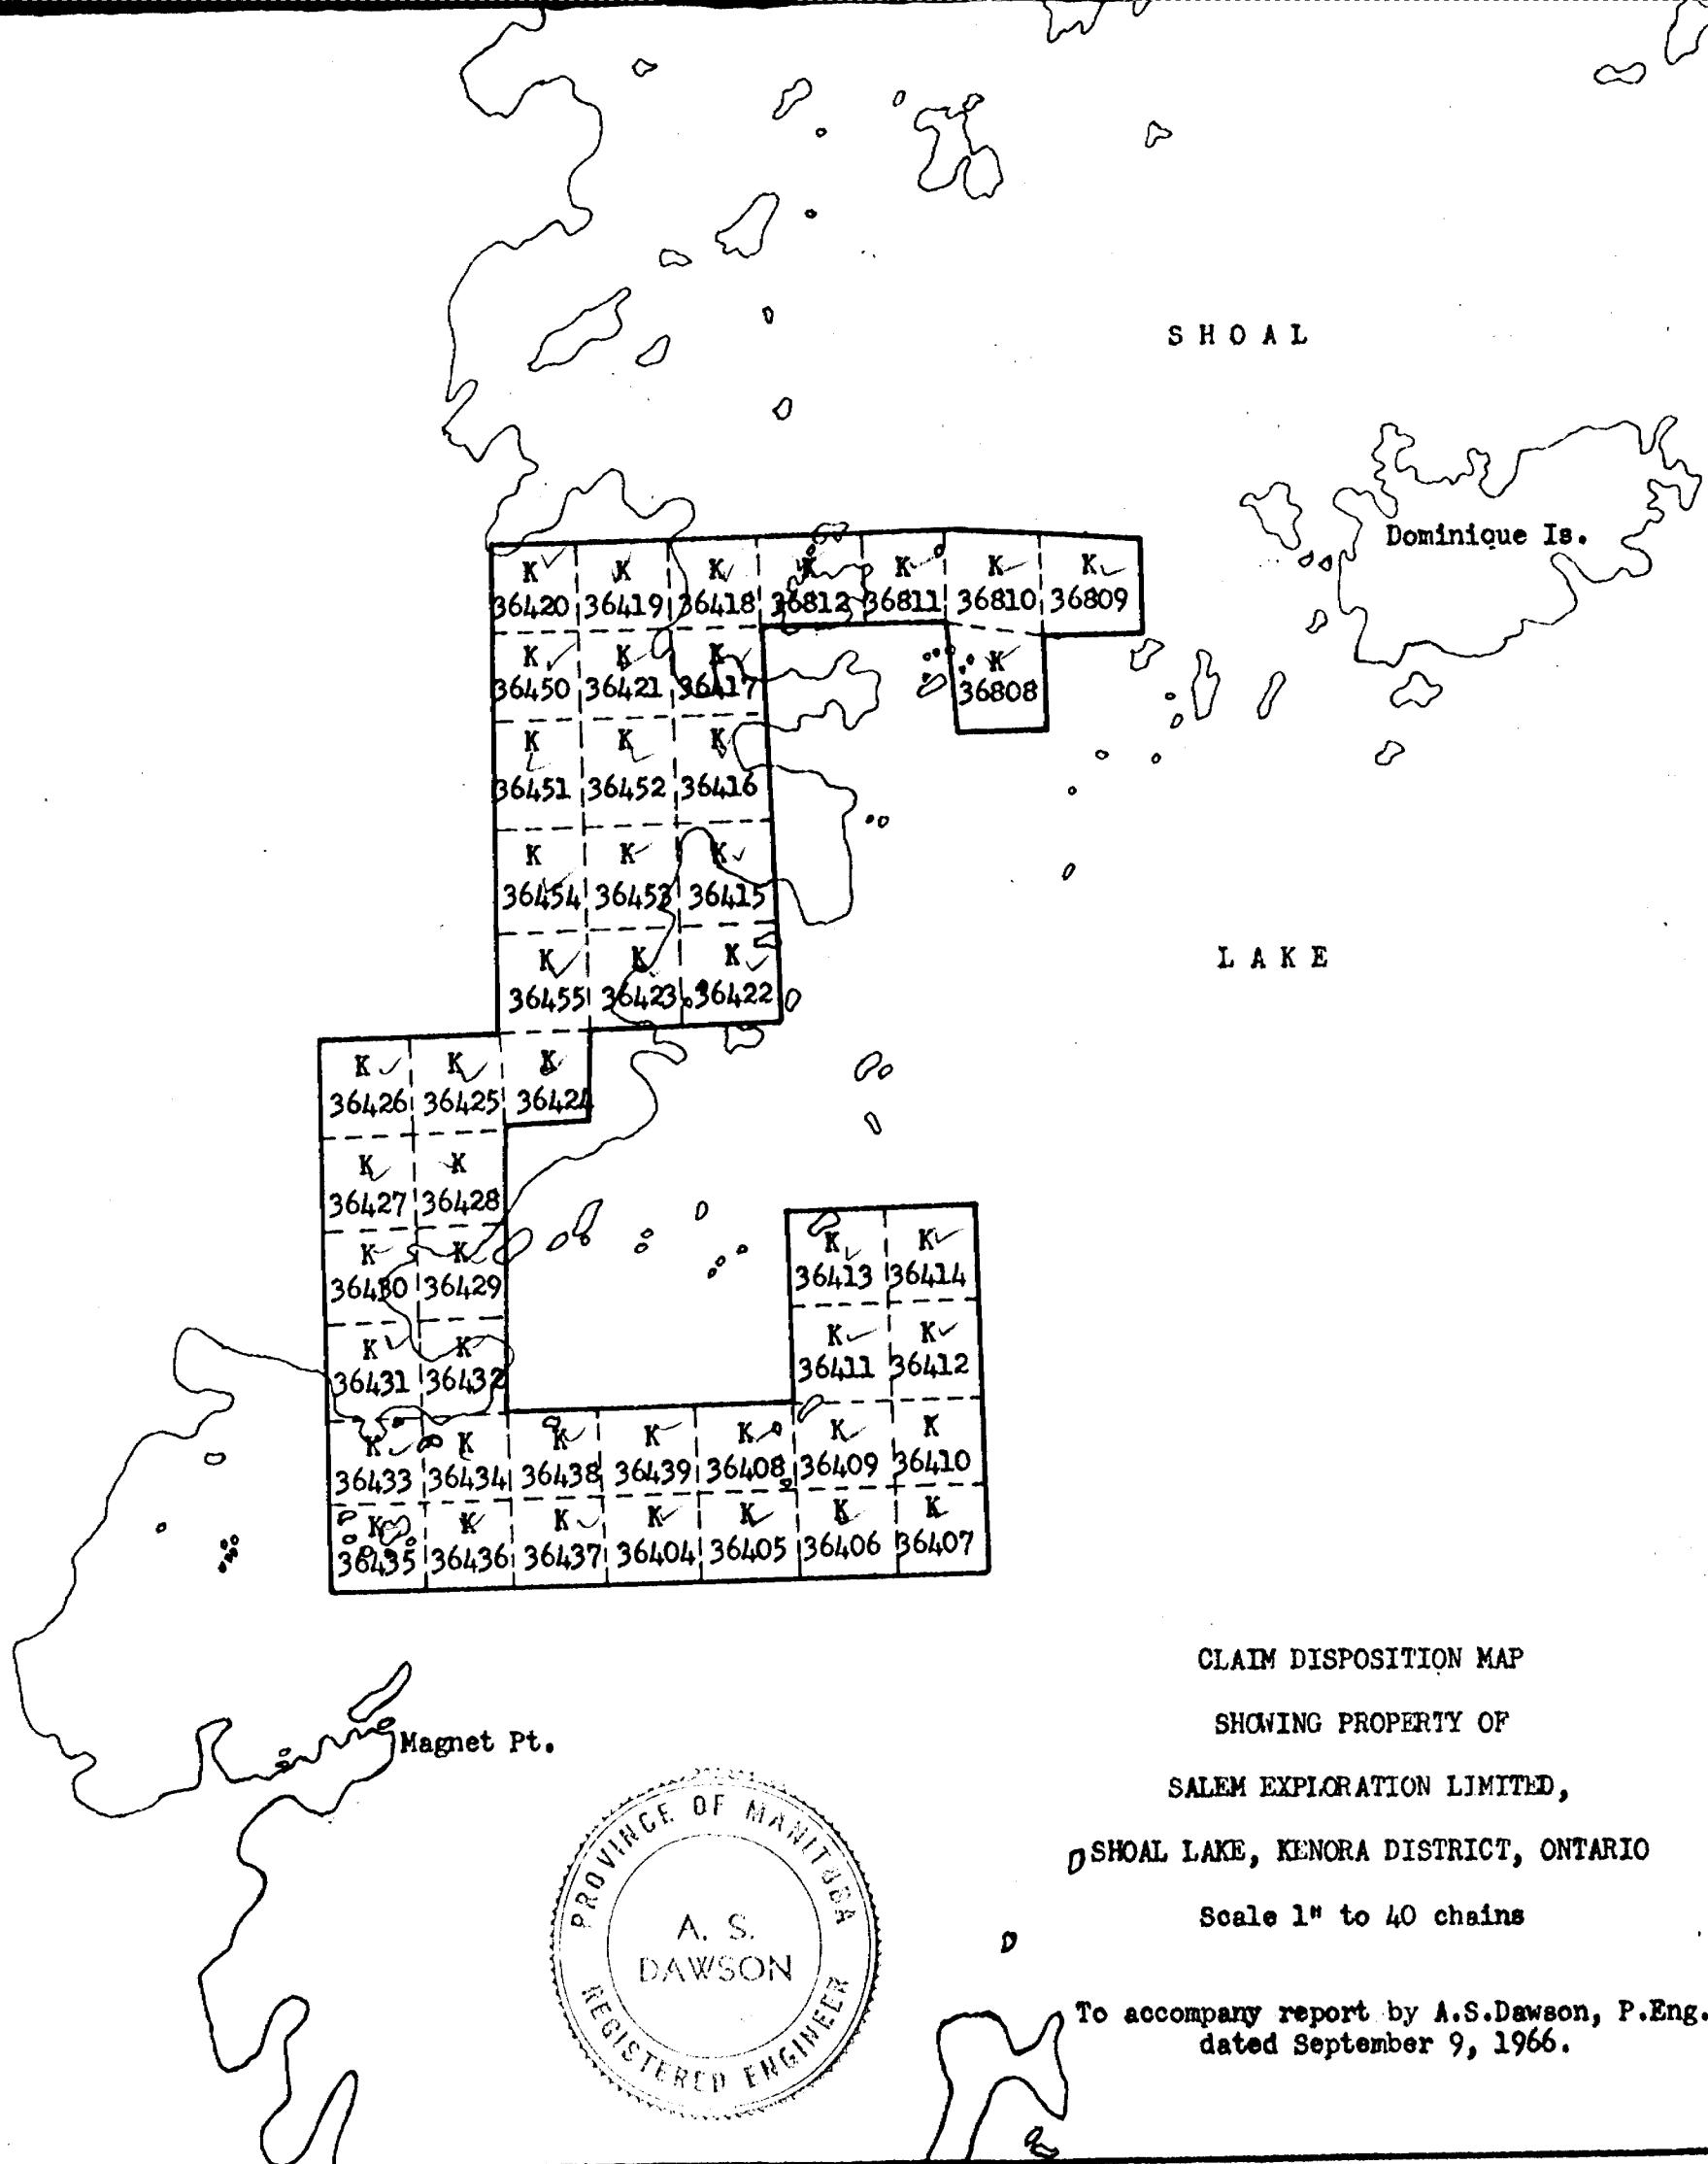 S H O A L
Dominique Is.
K K K K K K K
36420 36419 36418 36812 36811 36810 36809
K K K K
36450 36421 36417 36808
K K K
36451 36452 36416
K K K
36454 36453 36415
L A K E
K K K
36455 36423 36422
K K K
36426 36425 36424
K K
36427 36428
K K K K
36430 36429 36413 36414
K K K K
36431 36432 36411 36412
K K K K K K K
36433 36434 36438 36439 36408 36409 36410
K K K K K K K
36435 36436 36437 36404 36405 36406 36407
Magnet Pt.
CLAIM DISPOSITION MAP
SHOWING PROPERTY OF
SALEM EXPLORATION LIMITED,
SHOAL LAKE, KENORA DISTRICT, ONTARIO
Scale 1" to 40 chains
To accompany report by A.S.Dawson, P.Eng.
dated September 9, 1966.
PROVINCE OF MANITOBA
A. S.
DAWSON
REGISTERED ENGINEER